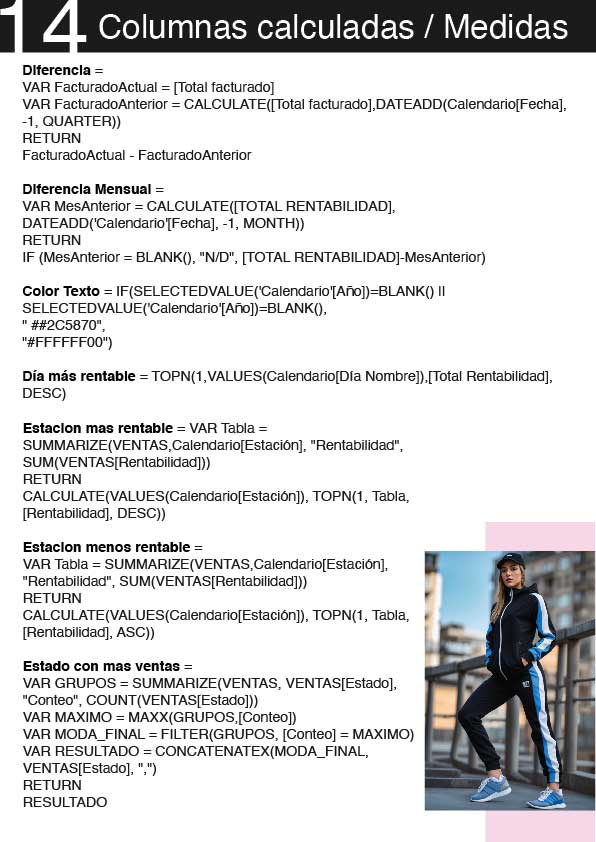 14 Columnas calculadas / Medidas
Diferencia =
VAR FacturadoActual = [Total facturado]
VAR FacturadoAnterior = CALCULATE([Total facturado],DATEADD(Calendario[Fecha],
-1, QUARTER))
RETURN
FacturadoActual - FacturadoAnterior
Diferencia Mensual =
VAR MesAnterior = CALCULATE([TOTAL RENTABILIDAD],
DATEADD('Calendario'[Fecha], -1, MONTH))
RETURN
IF (MesAnterior = BLANK(), "N/D", [TOTAL RENTABILIDAD]-MesAnterior)
Color Texto = IF(SELECTEDVALUE('Calendario'[Año])=BLANK() ||
SELECTEDVALUE('Calendario'[Año])=BLANK(),
" ##2C5870",
"#FFFFFF00")
Día más rentable = TOPN(1,VALUES(Calendario[Día Nombre]),[Total Rentabilidad],
DESC)
Estacion mas rentable = VAR Tabla =
SUMMARIZE(VENTAS,Calendario[Estación], "Rentabilidad",
SUM(VENTAS[Rentabilidad]))
RETURN
CALCULATE(VALUES(Calendario[Estación]), TOPN(1, Tabla,
[Rentabilidad], DESC))
Estacion menos rentable =
VAR Tabla = SUMMARIZE(VENTAS,Calendario[Estación],
"Rentabilidad", SUM(VENTAS[Rentabilidad]))
RETURN
CALCULATE(VALUES(Calendario[Estación]), TOPN(1, Tabla,
[Rentabilidad], ASC))
Estado con mas ventas =
VAR GRUPOS = SUMMARIZE(VENTAS, VENTAS[Estado],
"Conteo", COUNT(VENTAS[Estado]))
VAR MAXIMO = MAXX(GRUPOS,[Conteo])
VAR MODA_FINAL = FILTER(GRUPOS, [Conteo] = MAXIMO)
VAR RESULTADO = CONCATENATEX(MODA_FINAL,
VENTAS[Estado], ",")
RETURN
RESULTADO